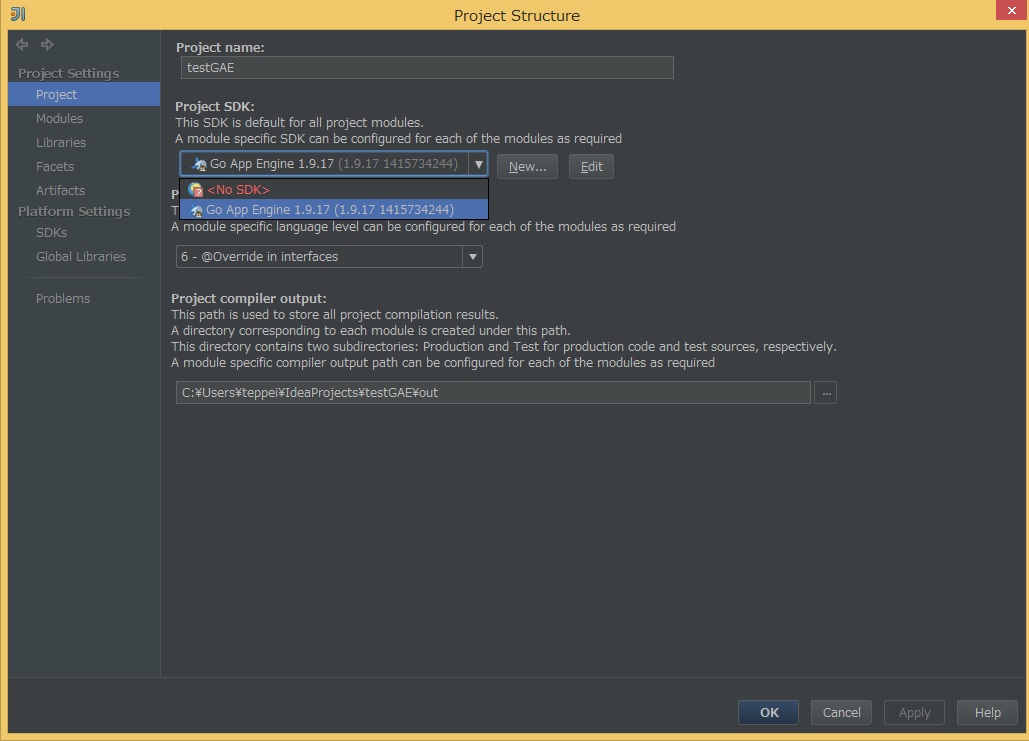 Project Structure
Project Settings
Project
Modules
Libraries
Facets
Artifacts
Platform Settings
SDKs
Global Libraries
Problems
Project name:
testGAE
Project SDK:
This SDK is default for all project modules.
A module specific SDK can be configured for each of the modules as required
Go App Engine 1.9.17 (1.9.17 1415734244)
New...
Edit
<No SDK>
Go App Engine 1.9.17 (1.9.17 1415734244)
A module specific language level can be configured for each of the modules as required
6 - @Override in interfaces
Project compiler output:
This path is used to store all project compilation results.
A directory corresponding to each module is created under this path.
This directory contains two subdirectories: Production and Test for production code and test sources, respectively.
A module specific compiler output path can be configured for each of the modules as required
C:¥Users¥teppei¥IdeaProjects¥testGAE¥out
...
OK
Cancel
Apply
Help